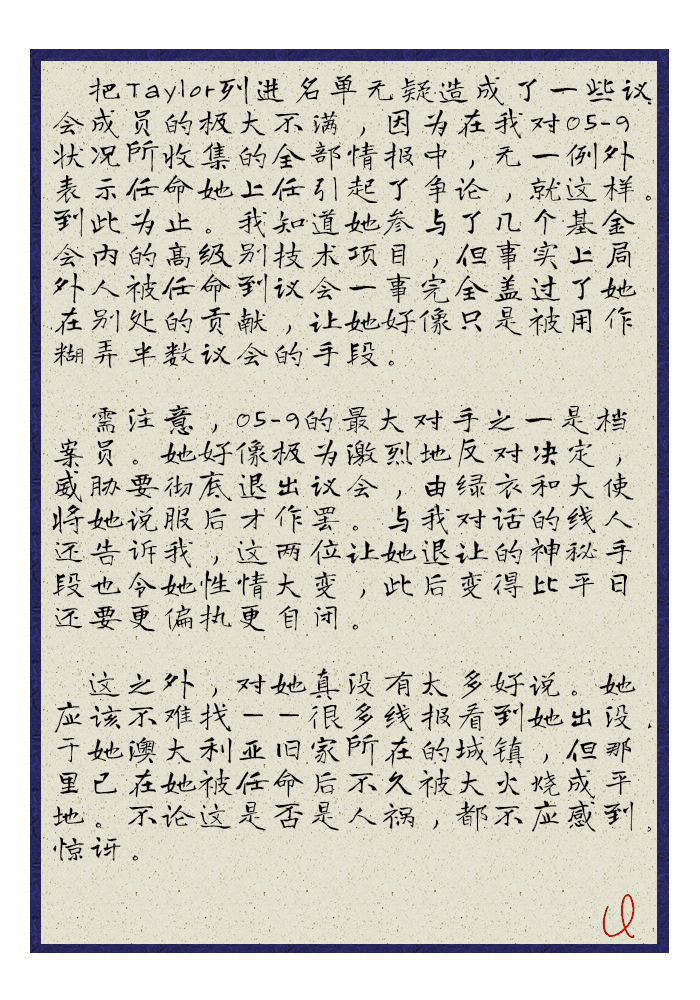 把Taylor列进名单无疑造成了一些议
会成员的极大不满，因为在我对05-9
状况所收集的全部情报中，无一例外
表示任命她上任引起了争论，就这样。
到此为止。我知道她参与了几个基金
会内的高级别技术项目，但事实上局
外人被任命到议会一事完全盖过了她
在别处的贡献，让她好像只是被用作
糊弄半数议会的手段。
需注意，05-9的最大对手之一是档
案员。她好像极为激烈地反对决定，
威胁要彻底退出议会，由绿衣和大使
将她说服后才作罢。与我对话的线人
还告诉我，这两位让她退让的神秘手
段也令她性情大变，此后变得比平日
还要更偏执更自闭。
这之外，对她真没有太多好说。她
应该不难找——很多线报看到她出没
于她澳大利亚旧家所在的城镇，但那
里已在她被任命后不久被大火烧成平
地。不论这是否是人祸，都不应感到
惊讶。